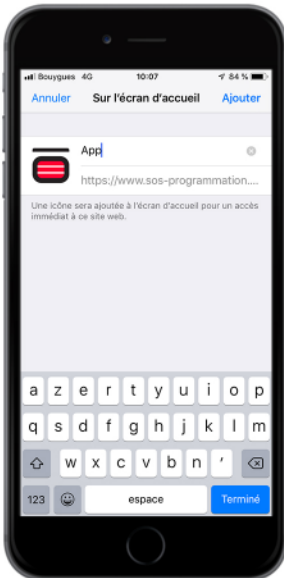 Bouygues 4G 10:07 84 %
Annuler Sur l'écran d'accueil Ajouter
App
https://www.sos-programmation....
Une icône sera ajoutée à l'écran d'accueil pour un accès
immédiat à ce site web.
a z e r t y u i o p
q s d f g h j k l m
w x c v b n '
123 espace Terminé